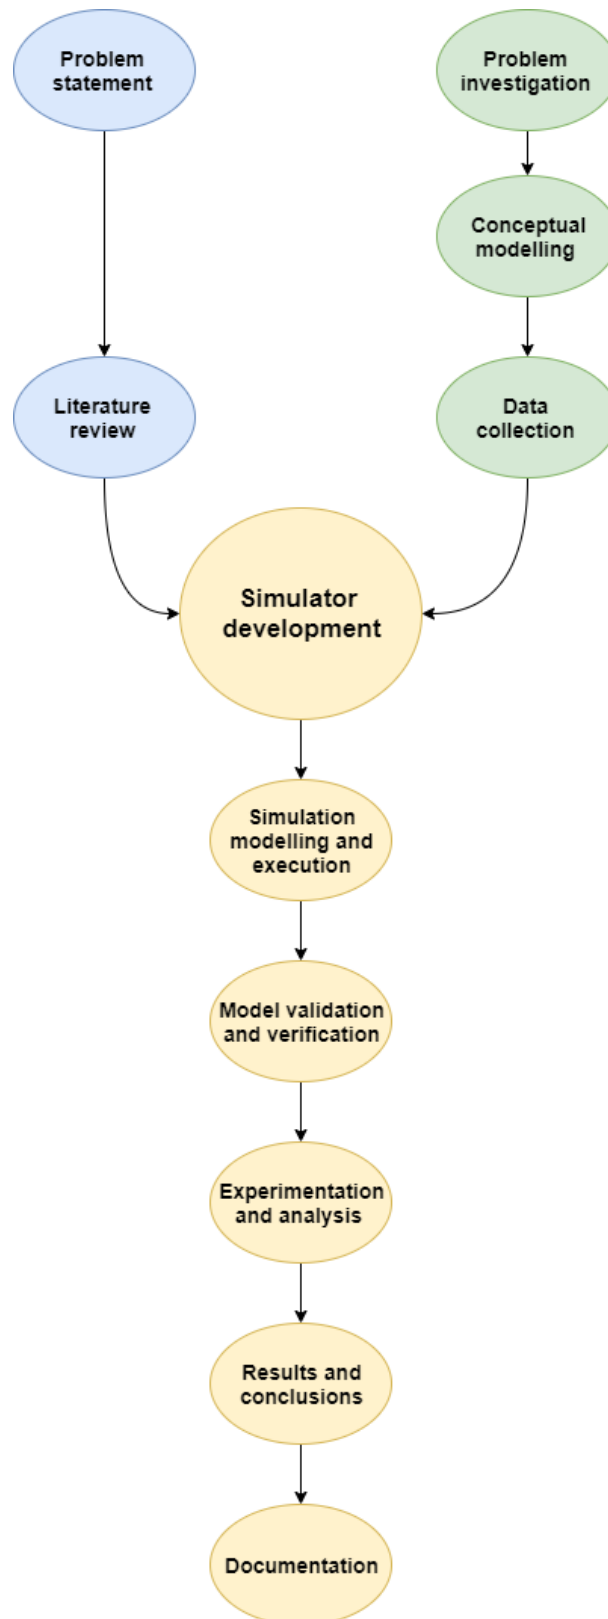 Problem
statement
Problem
investigation
Conceptual
modelling
Literature
review
Data
collection
Simulator
development
Simulation
modelling and
execution
Model validation
and verification
Experimentation
and analysis
Results and
conclusions
Documentation